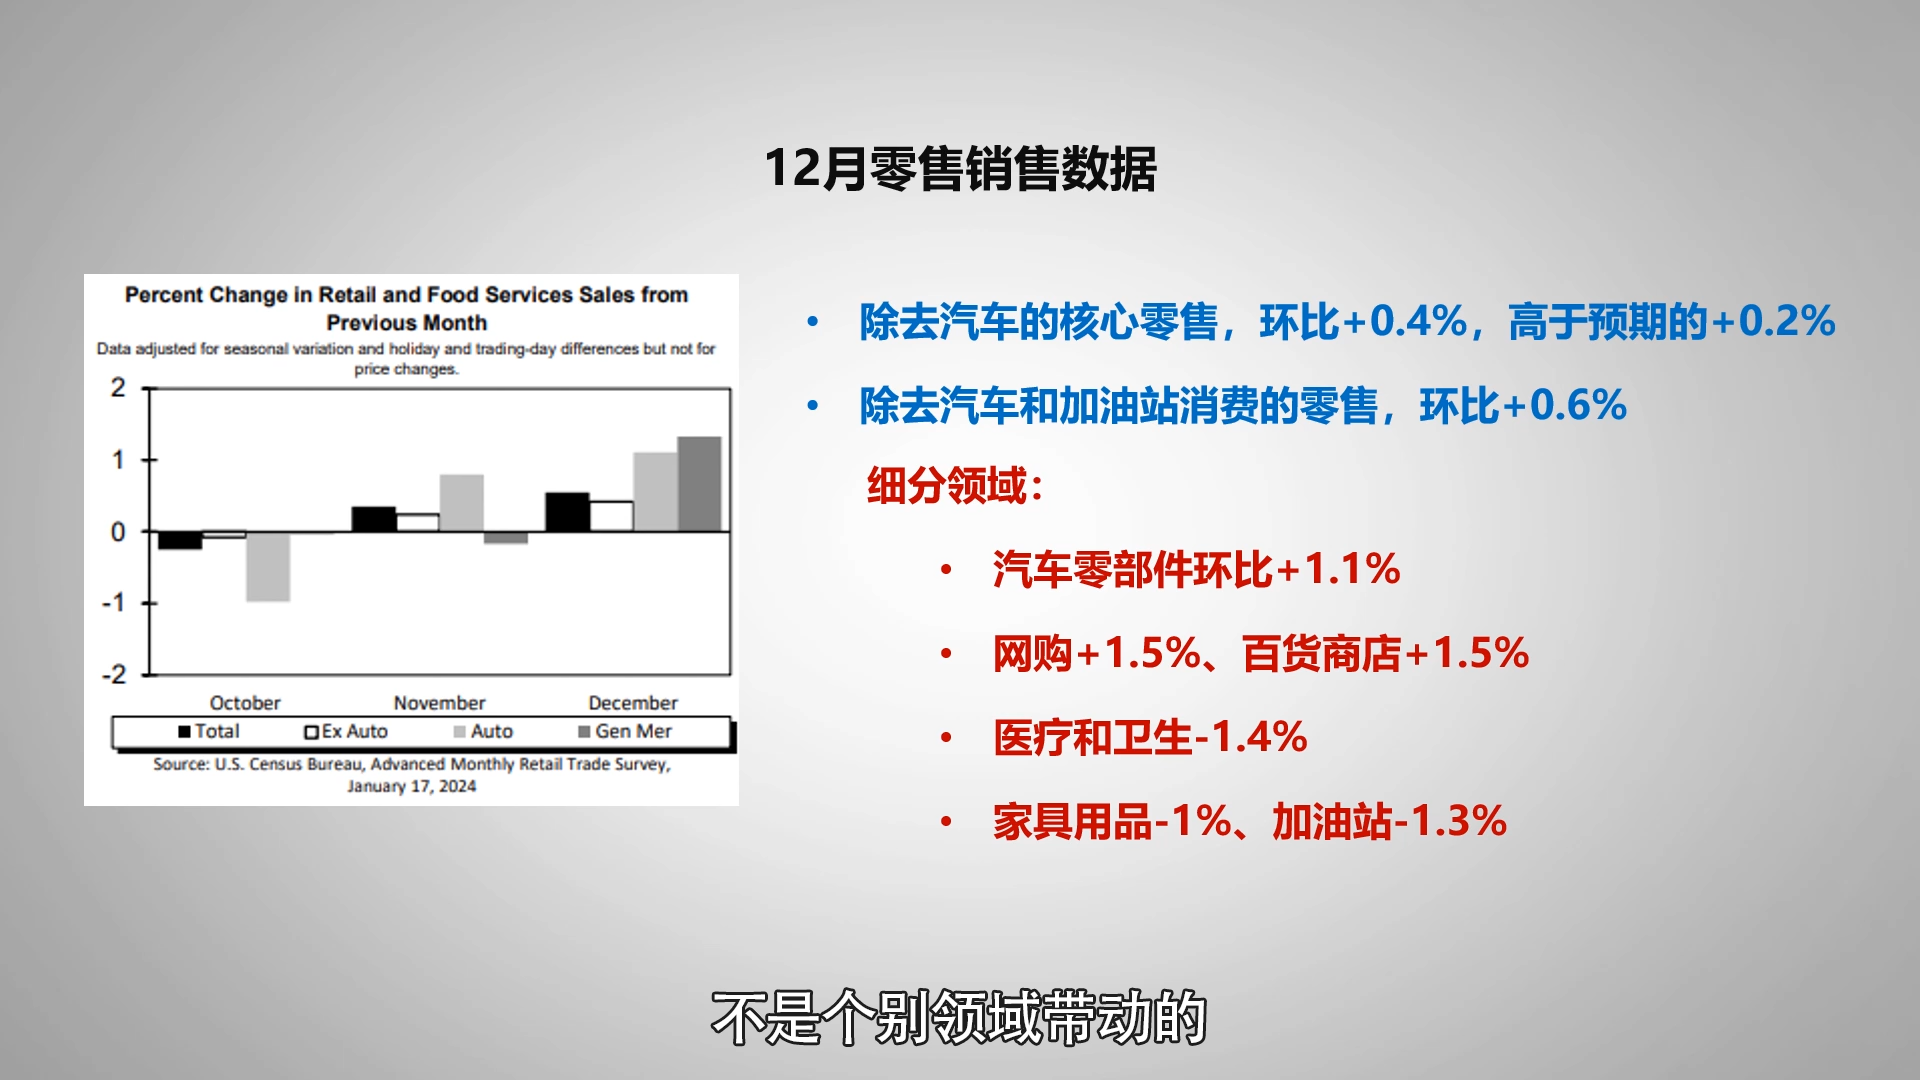 12月零售销售数据
Percent Change in Retail and Food Services Sales from
Previous Month
Data adjusted for seasonal variation and holiday and trading-day differences but not for
price changes.
2
1
0
-1
-2
October November December
Total Ex Auto Auto Gen Mer
Source: U.S. Census Bureau, Advanced Monthly Retail Trade Survey,
January 17, 2024
• 除去汽车的核心零售，环比+0.4%，高于预期的+0.2%
• 除去汽车和加油站消费的零售，环比+0.6%
细分领域：
• 汽车零部件环比+1.1%
• 网购+1.5%、百货商店+1.5%
• 医疗和卫生-1.4%
• 家具用品-1%、加油站-1.3%
不是个别领域带动的